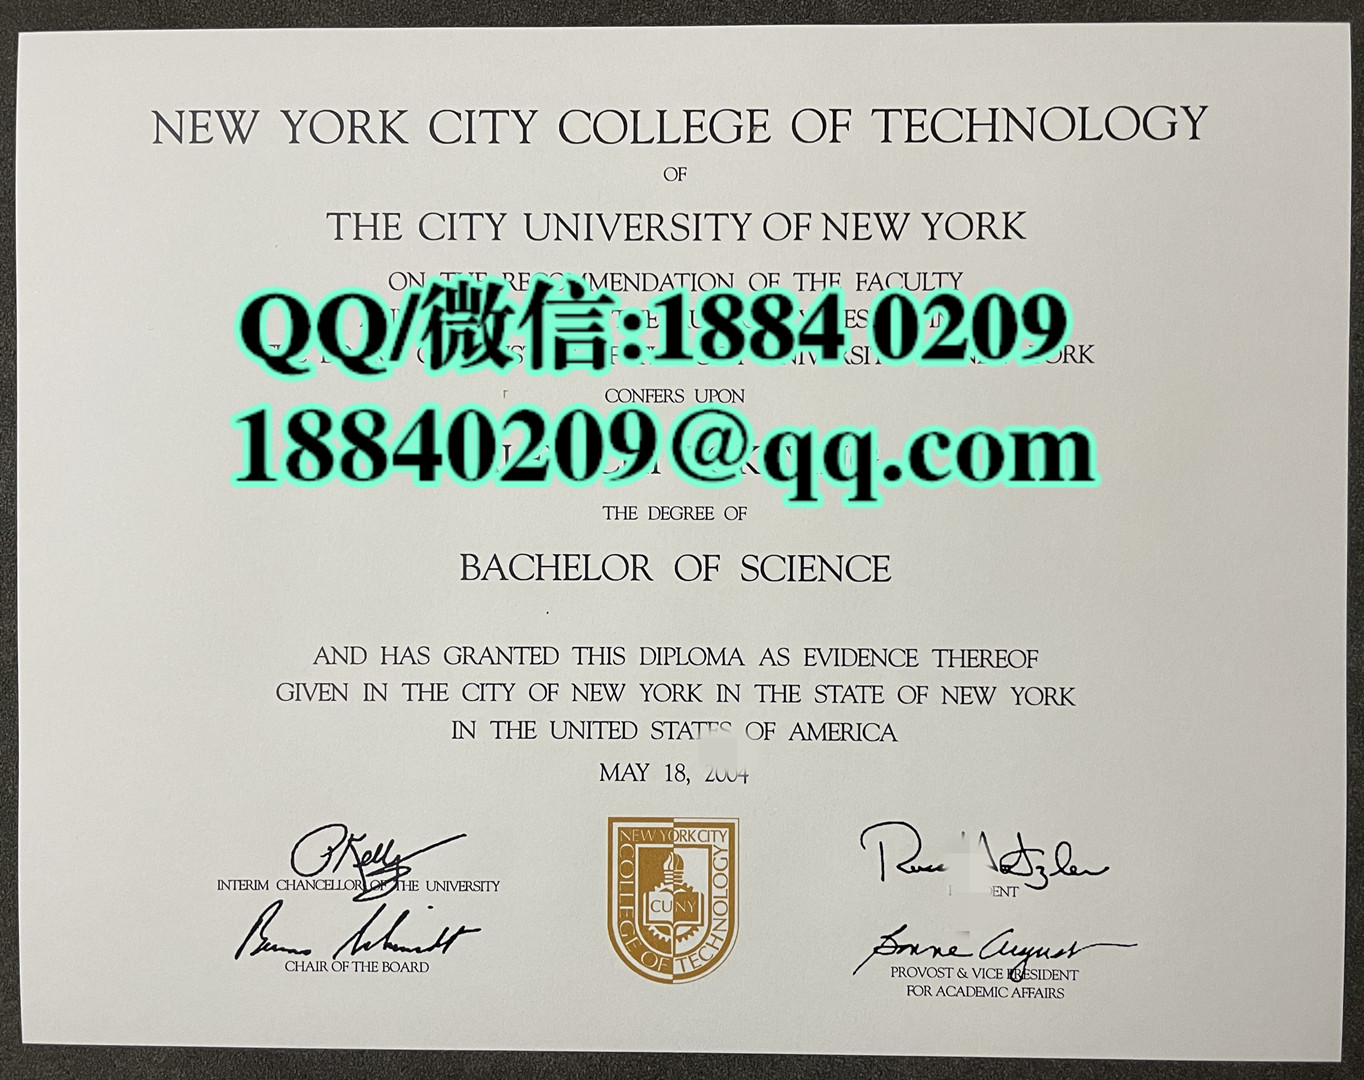 NEW YORK CITY COLLEGE OF TECHNOLOGY
OF
THE CITY UNIVERSITY OF NEW YORK
ON THE RECOMMENDATION OF THE FACULTY
QQ/微信:1884 0209
CONFERS UPON
18840209@qq.com
THE DEGREE OF
BACHELOR OF SCIENCE
AND HAS GRANTED THIS DIPLOMA AS EVIDENCE THEREOF
GIVEN IN THE CITY OF NEW YORK IN THE STATE OF NEW YORK
IN THE UNITED STATES OF AMERICA
MAY 18, 2004
INTERIM CHANCELLOR OF THE UNIVERSITY
CHAIR OF THE BOARD
NEW YORK CITY
COLLEGE OF TECHNOLOGY
CUNY
Bonne August
PROVOST & VICE PRESIDENT
FOR ACADEMIC AFFAIRS